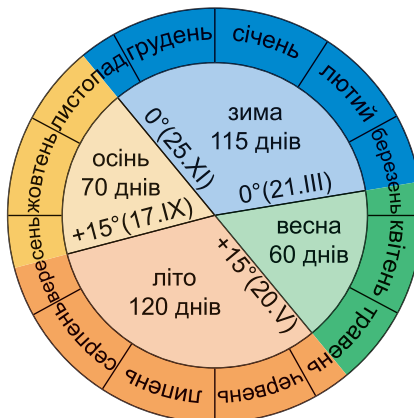 грудень
січень
лютий
березень
квітень
травень
червень
липень
серпень
вересень
жовтень
листопад
зима
115 днів
0°(21.III)
весна
60 днів
+15°(20.V)
літо
120 днів
+15°(17.IX)
осінь
70 днів
0°(25.XI)